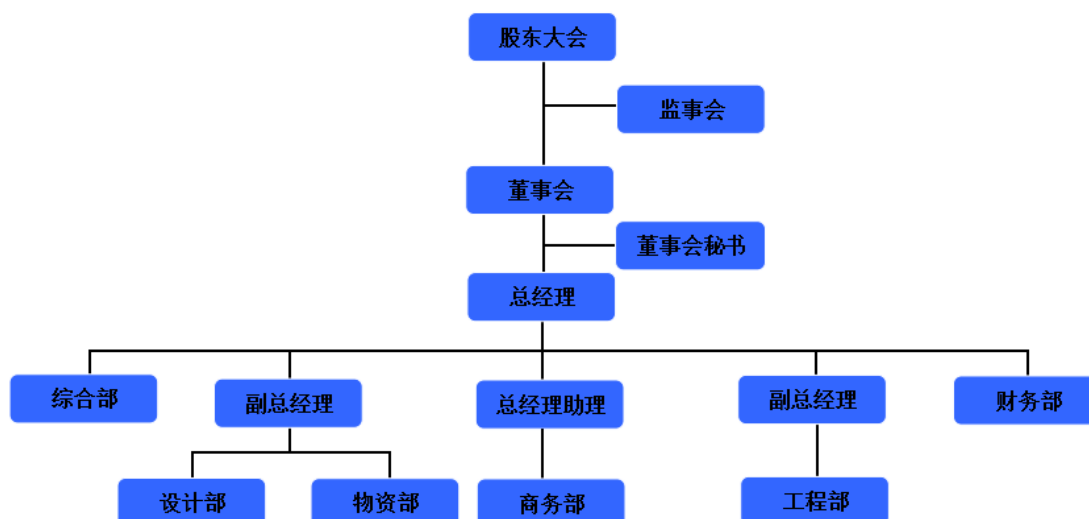 股东大会
监事会
董事会
董事会秘书
总经理
综合部
副总经理
总经理助理
副总经理
财务部
设计部
物资部
商务部
工程部